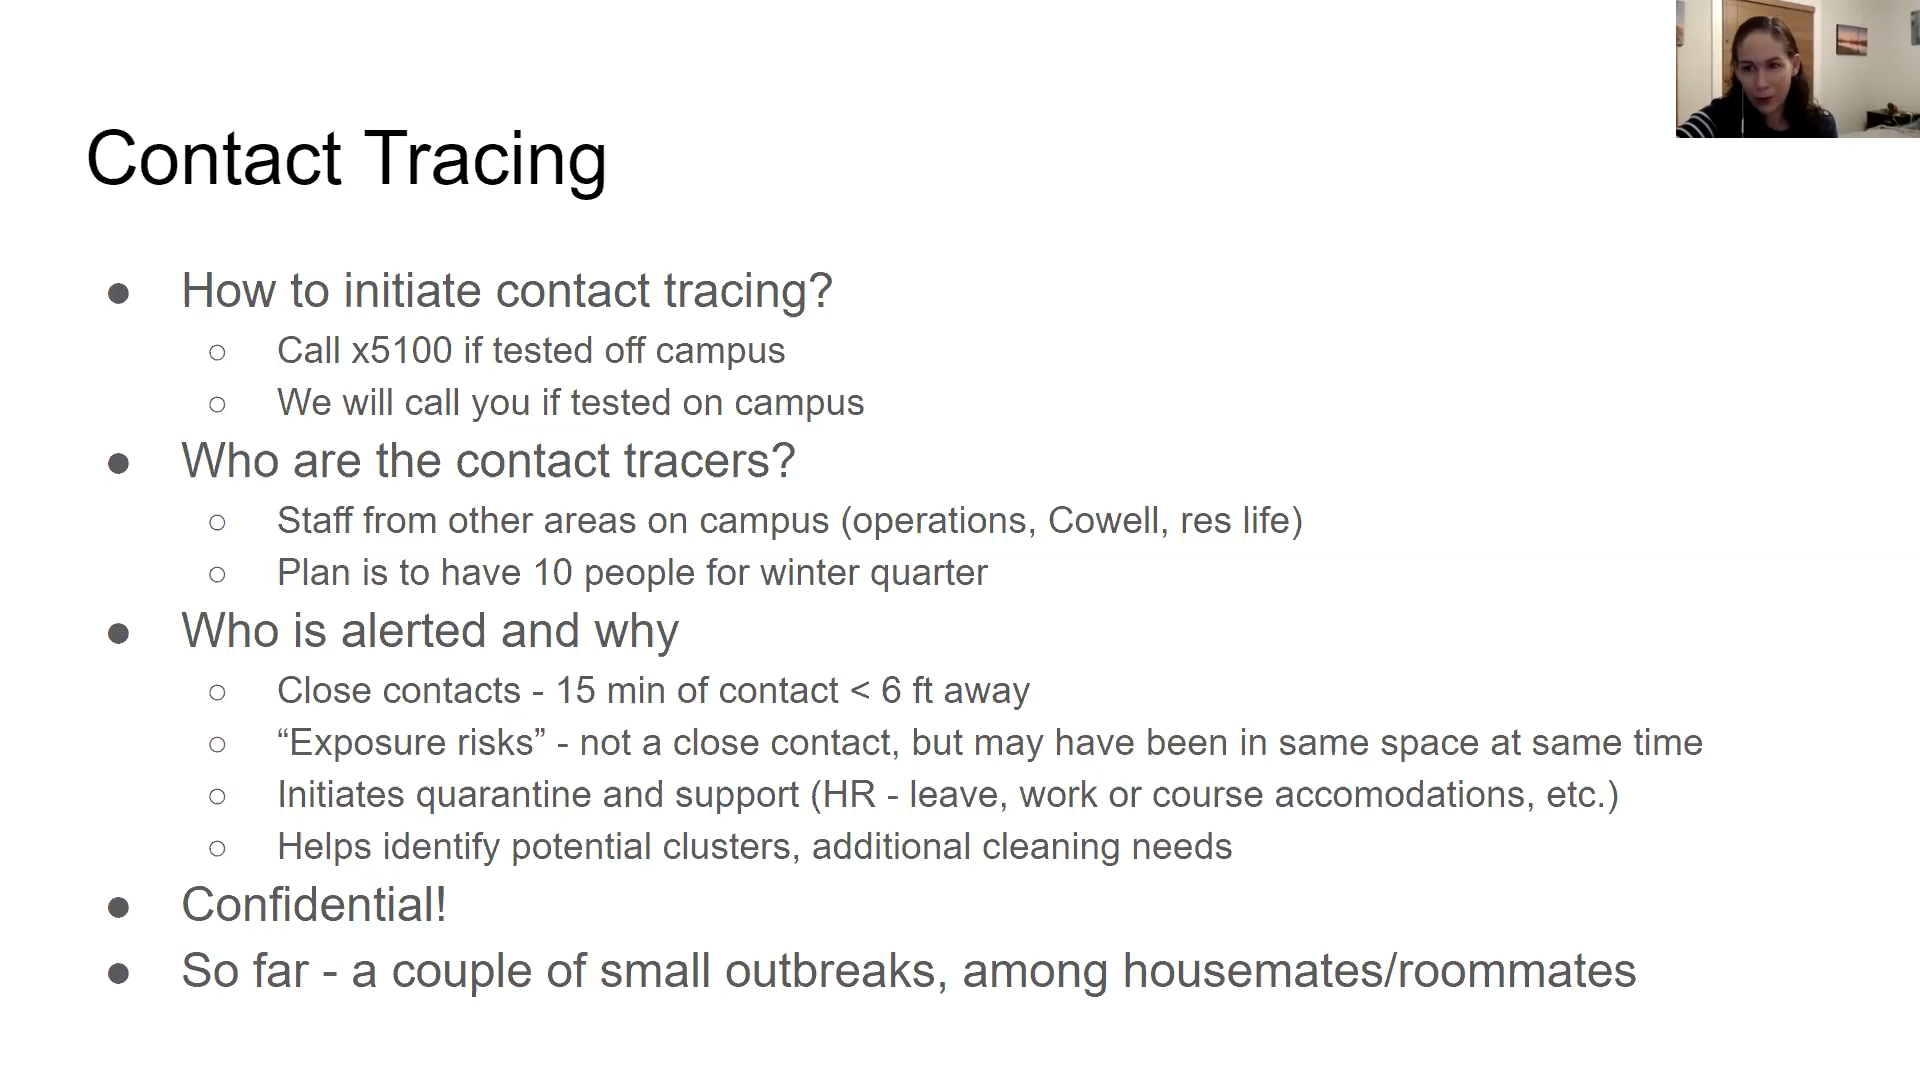 Contact Tracing
● How to initiate contact tracing?
○ Call x5100 if tested off campus
○ We will call you if tested on campus
● Who are the contact tracers?
○ Staff from other areas on campus (operations, Cowell, res life)
○ Plan is to have 10 people for winter quarter
● Who is alerted and why
○ Close contacts - 15 min of contact < 6 ft away
○ “Exposure risks” - not a close contact, but may have been in same space at same time
○ Initiates quarantine and support (HR - leave, work or course accomodations, etc.)
○ Helps identify potential clusters, additional cleaning needs
● Confidential!
● So far - a couple of small outbreaks, among housemates/roommates